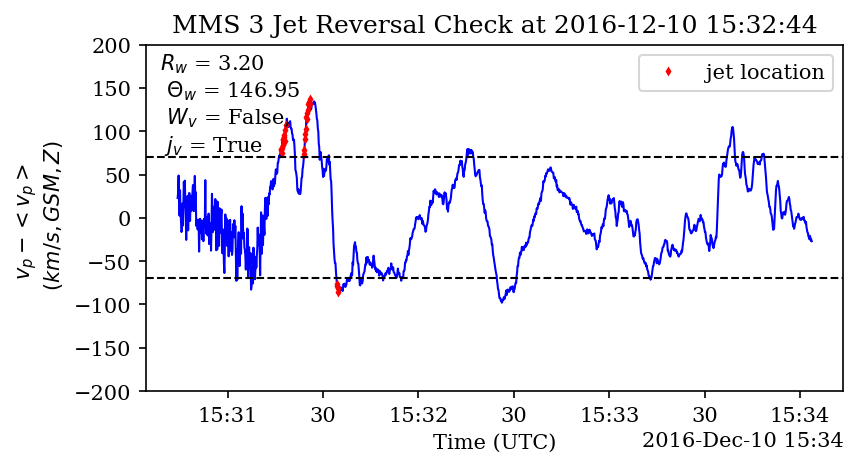 MMS 3 Jet Reversal Check at 2016-12-10 15:32:44
R_w = 3.20
Θ_w = 146.95
W_v = False
j_v = True
jet location
v_p − < v_p >
(km/s, GSM, Z)
200
150
100
50
0
−50
−100
−150
−200
15:31 30 15:32 30 15:33 30 15:34
Time (UTC)
2016-Dec-10 15:34